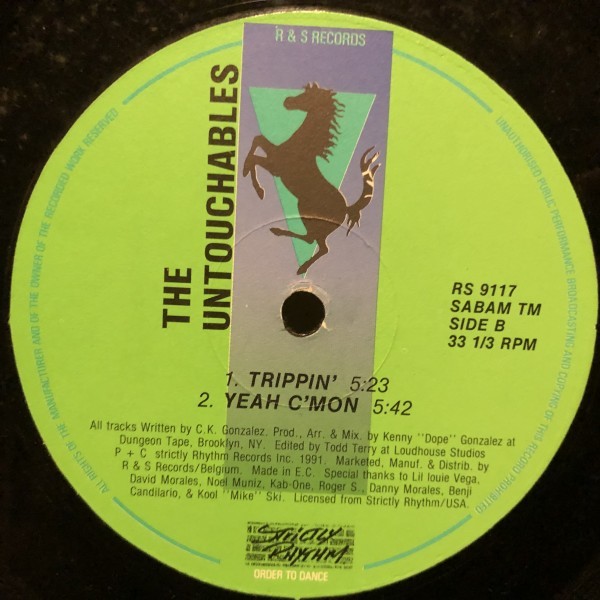 R & S RECORDS
THE
UNTOUCHABLES
RS 9117
SABAM TM
SIDE B
33 1/3 RPM
1. TRIPPIN' 5:23
2. YEAH C'MON 5:42
All tracks Written by C.K. Gonzalez. Prod., Arr. & Mix. by Kenny "Dope" Gonzalez at
Dungeon Tape, Brooklyn, NY. Edited by Todd Terry at Loudhouse Studios
P + C strictly Rhythm Records Inc. 1991. Marketed, Manuf. & Distrib. by
R & S Records/Belgium. Made in E.C. Special thanks to Lil louie Vega,
David Morales, Noel Muniz, Kab-One, Roger S., Danny Morales, Benji
Candilario, & Kool "Mike" Ski. Licensed from Strictly Rhythm/USA.
STRICTLY
RHYTHM
ORDER TO DANCE
ALL RIGHTS OF THE MANUFACTURER AND OF THE OWNER OF THE RECORDED WORK RESERVED
UNAUTHORISED PUBLIC PERFORMANCE BROADCASTING AND COPYING OF THIS RECORD PROHIBITED